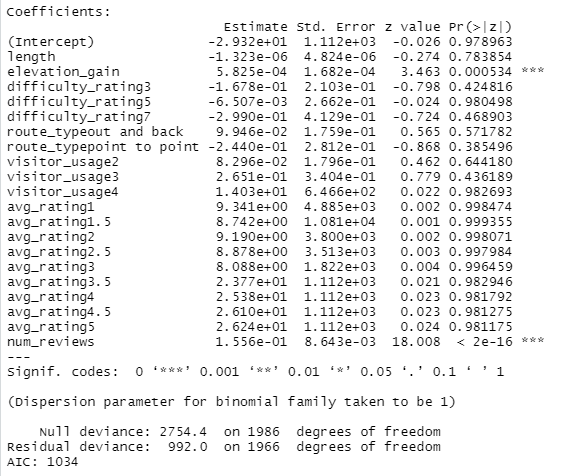 Coefficients:
Estimate Std. Error z value Pr(>|z|)
(Intercept) -2.932e+01 1.112e+03 -0.026 0.978963
length -1.323e-06 4.824e-06 -0.274 0.783854
elevation_gain 5.825e-04 1.682e-04 3.463 0.000534 ***
difficulty_rating3 -1.678e-01 2.103e-01 -0.798 0.424816
difficulty_rating5 -6.507e-03 2.662e-01 -0.024 0.980498
difficulty_rating7 -2.990e-01 4.129e-01 -0.724 0.468903
route_typeout and back 9.946e-02 1.759e-01 0.565 0.571782
route_typepoint to point -2.440e-01 2.812e-01 -0.868 0.385496
visitor_usage2 8.296e-02 1.796e-01 0.462 0.644180
visitor_usage3 2.651e-01 3.404e-01 0.779 0.436189
visitor_usage4 1.403e+01 6.466e+02 0.022 0.982693
avg_rating1 9.341e+00 4.885e+03 0.002 0.998474
avg_rating1.5 8.742e+00 1.081e+04 0.001 0.999355
avg_rating2 9.190e+00 3.800e+03 0.002 0.998071
avg_rating2.5 8.878e+00 3.513e+03 0.003 0.997984
avg_rating3 8.088e+00 1.822e+03 0.004 0.996459
avg_rating3.5 2.377e+01 1.112e+03 0.021 0.982946
avg_rating4 2.538e+01 1.112e+03 0.023 0.981792
avg_rating4.5 2.610e+01 1.112e+03 0.023 0.981275
avg_rating5 2.624e+01 1.112e+03 0.024 0.981175
num_reviews 1.556e-01 8.643e-03 18.008 < 2e-16 ***
---
Signif. codes: 0 ‘***’ 0.001 ‘**’ 0.01 ‘*’ 0.05 ‘.’ 0.1 ‘ ’ 1
(Dispersion parameter for binomial family taken to be 1)
Null deviance: 2754.4 on 1986 degrees of freedom
Residual deviance: 992.0 on 1966 degrees of freedom
AIC: 1034